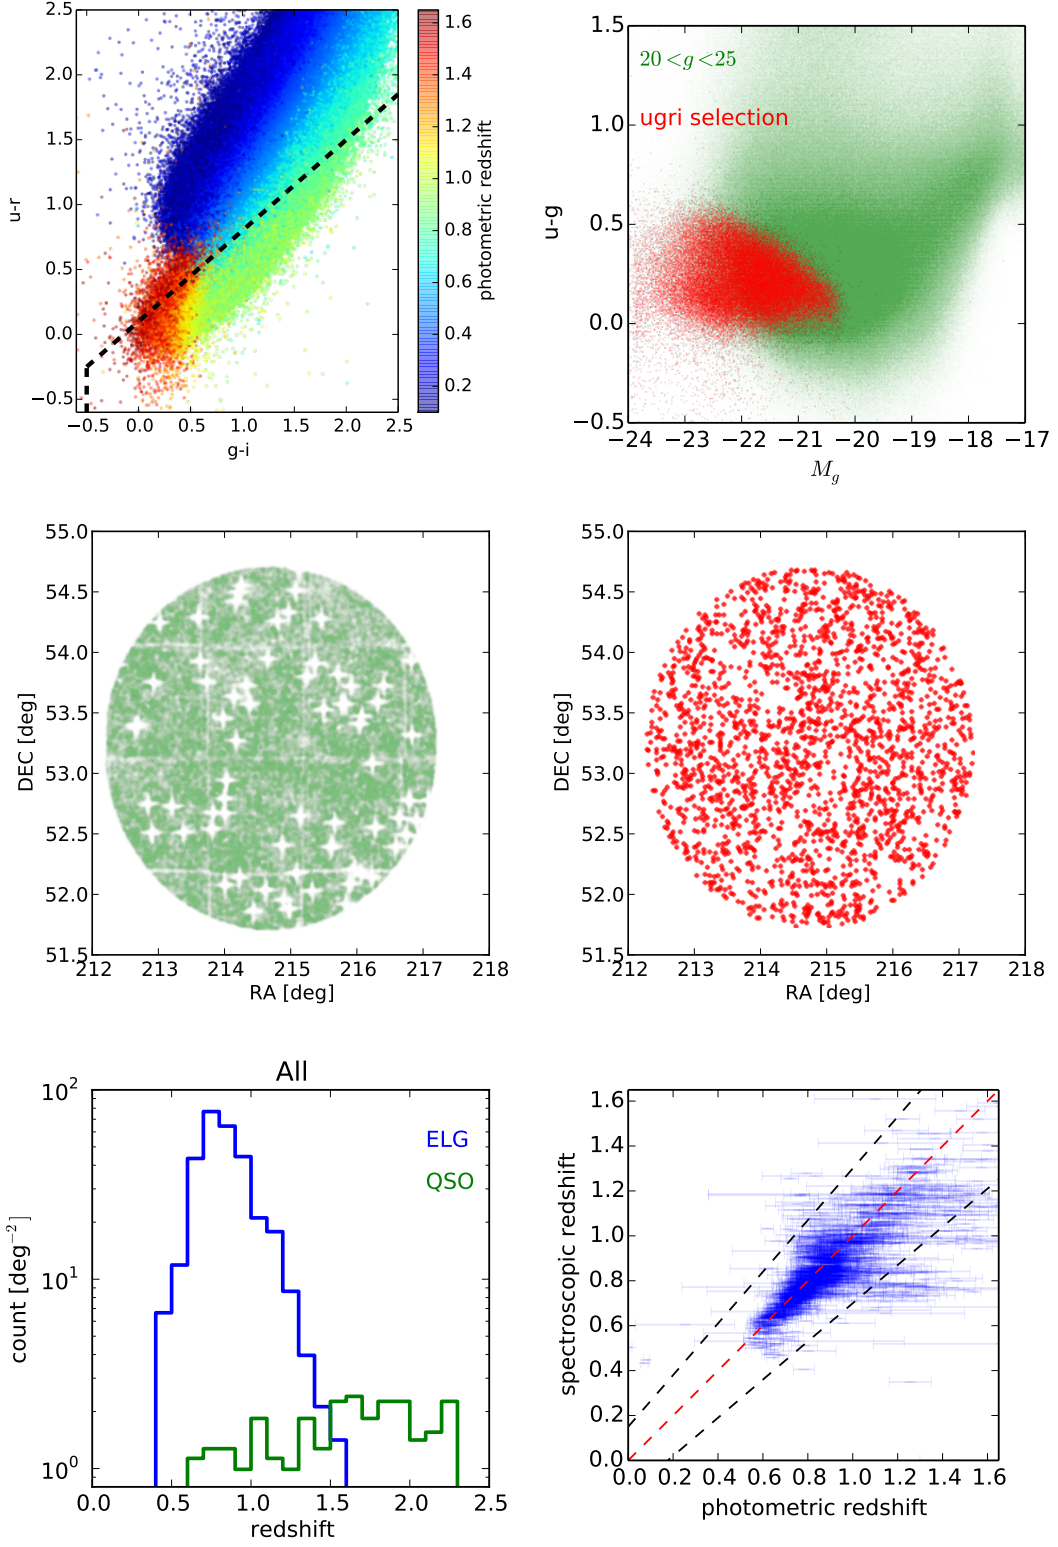 2.5
2.0
1.5
1.0
0.5
0.0
−0.5
u-r
−0.5 0.0 0.5 1.0 1.5 2.0 2.5
g-i
1.6
1.4
1.2
1.0
0.8
0.6
0.4
0.2
photometric redshift
1.5
1.0
0.5
0.0
−0.5
u-g
20 < g < 25
ugri selection
−24 −23 −22 −21 −20 −19 −18 −17
M_g
55.0
54.5
54.0
53.5
53.0
52.5
52.0
51.5
DEC [deg]
212 213 214 215 216 217 218
RA [deg]
55.0
54.5
54.0
53.5
53.0
52.5
52.0
51.5
DEC [deg]
212 213 214 215 216 217 218
RA [deg]
All
10^2
10^1
10^0
count [deg^−2]
ELG
QSO
0.0 0.5 1.0 1.5 2.0 2.5
redshift
1.6
1.4
1.2
1.0
0.8
0.6
0.4
0.2
0.0
spectroscopic redshift
0.0 0.2 0.4 0.6 0.8 1.0 1.2 1.4 1.6
photometric redshift